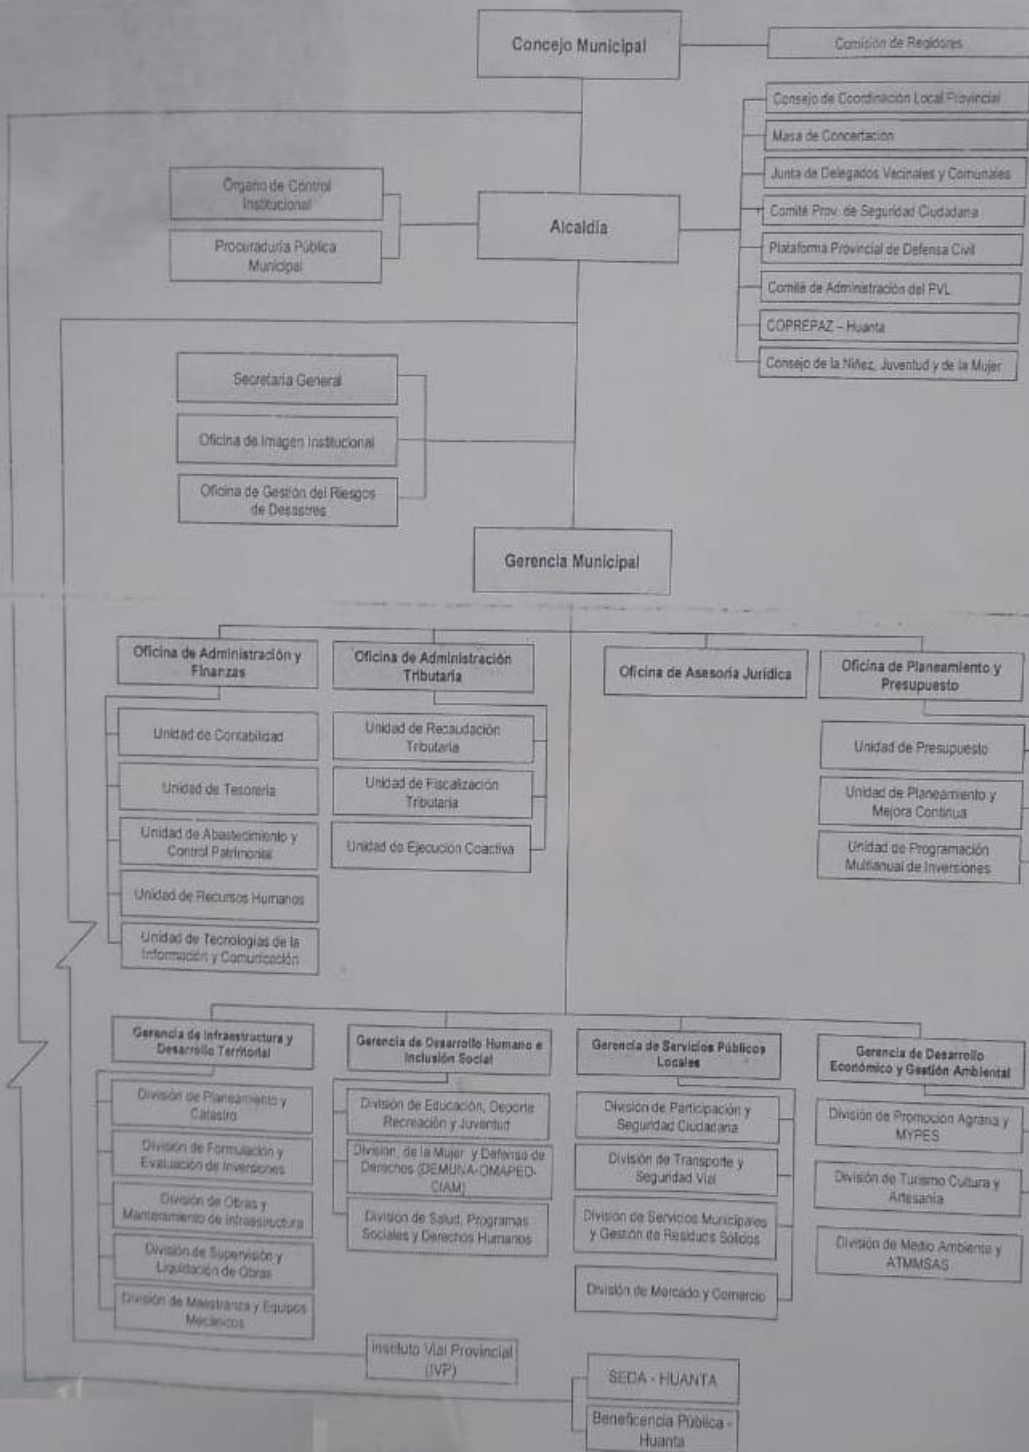 Concejo Municipal
Comisión de Regidores
Consejo de Coordinación Local Provincial
Masa de Concertación
Junta de Delegados Vecinales y Comunales
Comité Prov. de Seguridad Ciudadana
Plataforma Provincial de Defensa Civil
Comité de Administración del PVL
COPREPAZ – Huanta
Consejo de la Niñez, Juventud y de la Mujer
Órgano de Control
Institucional
Procuraduría Pública
Municipal
Alcaldía
Secretaría General
Oficina de Imagen Institucional
Oficina de Gestión del Riesgos
de Desastres
Gerencia Municipal
Oficina de Administración y
Finanzas
Unidad de Contabilidad
Unidad de Tesorería
Unidad de Abastecimiento y
Control Patrimonial
Unidad de Recursos Humanos
Unidad de Tecnologías de la
Información y Comunicación
Oficina de Administración
Tributaria
Unidad de Recaudación
Tributaria
Unidad de Fiscalización
Tributaria
Unidad de Ejecución Coactiva
Oficina de Asesoría Jurídica
Oficina de Planeamiento y
Presupuesto
Unidad de Presupuesto
Unidad de Planeamiento y
Mejora Continua
Unidad de Programación
Multianual de Inversiones
Gerencia de Infraestructura y
Desarrollo Territorial
División de Planeamiento y
Catastro
División de Formulación y
Evaluación de Inversiones
División de Obras y
Mantenimiento de Infraestructura
División de Supervisión y
Liquidación de Obras
División de Maestranza y Equipos
Mecánicos
Gerencia de Desarrollo Humano e
Inclusión Social
División de Educación, Deporte
Recreación y Juventud
División, de la Mujer y Defensa de
Derechos (DEMUNA-OMAPED-
CIAM)
División de Salud, Programas
Sociales y Derechos Humanos
Gerencia de Servicios Públicos
Locales
División de Participación y
Seguridad Ciudadana
División de Transporte y
Seguridad Vial
División de Servicios Municipales
y Gestión de Residuos Sólidos
División de Mercado y Comercio
Gerencia de Desarrollo
Económico y Gestión Ambiental
División de Promoción Agraria y
MYPES
División de Turismo Cultura y
Artesanía
División de Medio Ambiente y
ATMMSAS
Instituto Vial Provincial
(IVP)
SEDA - HUANTA
Beneficencia Pública -
Huanta